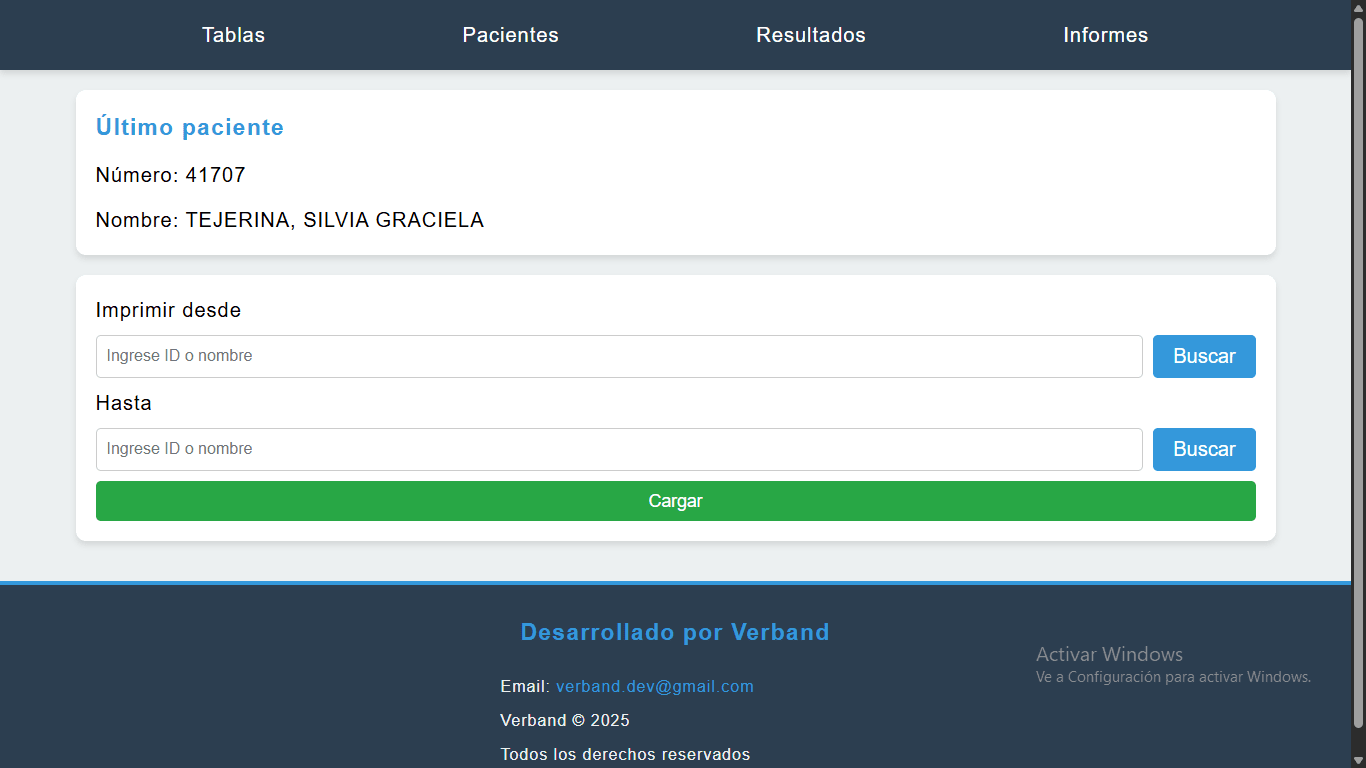 Tablas Pacientes Resultados Informes
Último paciente
Número: 41707
Nombre: TEJERINA, SILVIA GRACIELA
Imprimir desde
Ingrese ID o nombre Buscar
Hasta
Ingrese ID o nombre Buscar
Cargar
Desarrollado por Verband
Activar Windows
Ve a Configuración para activar Windows.
Email: verband.dev@gmail.com
Verband © 2025
Todos los derechos reservados